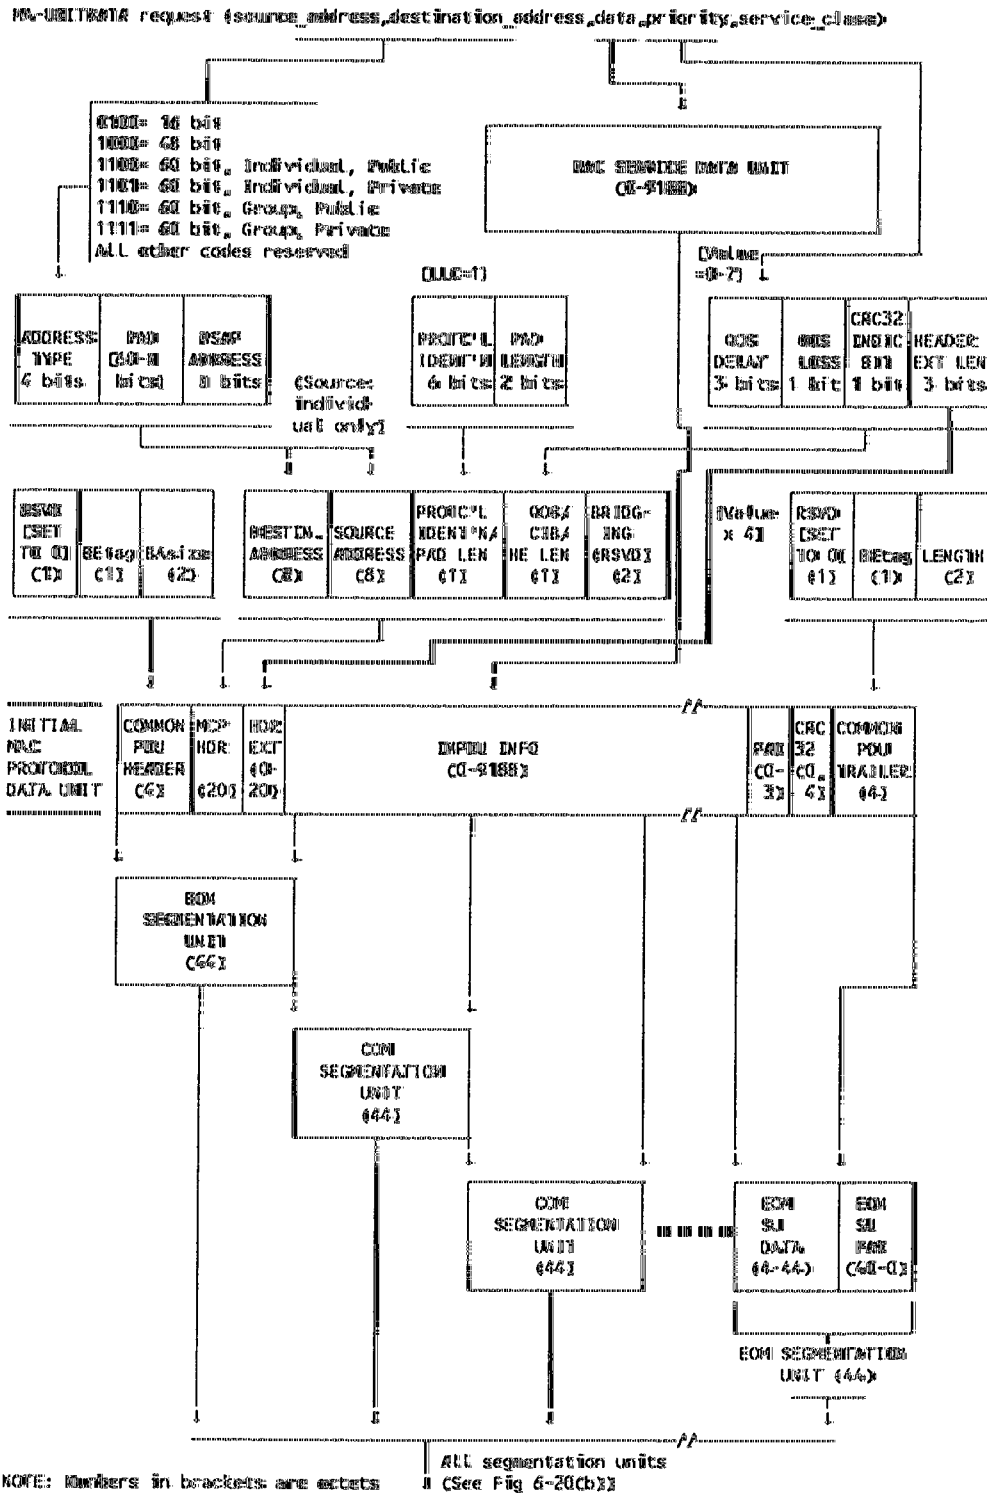 MA-UNITDATA request (source_address,destination_address,data,priority,service_class)
0100= 16 bit
1000= 48 bit
1100= 60 bit, Individual, Public
1101= 60 bit, Individual, Private
1110= 60 bit, Group, Public
1111= 60 bit, Group, Private
All other codes reserved
MAC SERVICE DATA UNIT
(0-9188)
[LLC=1]
[Value
=0-7]
ADDRESS
TYPE
4 bits
PAD
[60-N
bits]
MSAP
ADDRESS
N bits
(Source:
individ-
ual only)
PROTC'L
IDENT'N
6 bits
PAD
LENGTH
2 bits
QOS
DELAY
3 bits
QOS
LOSS
1 bit
CRC32
INDIC
BIT
1 bit
HEADER
EXT LEN
3 bits
RSVD
[SET
TO 0]
(1)
BEtag
(1)
BAsize
(2)
DESTIN.
ADDRESS
(8)
SOURCE
ADDRESS
(8)
PROTC'L
IDENT'N/
PAD LEN
(1)
QOS/
CIB/
HE LEN
(1)
BRIDG-
ING
(RSVD)
(2)
[Value
x 4]
RSVD
[SET
TO 0]
(1)
BEtag
(1)
LENGTH
(2)
INITIAL
MAC
PROTOCOL
DATA UNIT
COMMON
PDU
HEADER
(4)
MCP
HDR
(20)
HDR
EXT
(0-
20)
IMPDU INFO
(0-9188)
PAD
(0-
3)
CRC
32
(0,
4)
COMMON
PDU
TRAILER
(4)
BOM
SEGMENTATION
UNIT
(44)
COM
SEGMENTATION
UNIT
(44)
COM
SEGMENTATION
UNIT
(44)
EOM
SU
DATA
(4-44)
EOM
SU
PAD
(40-0)
EOM SEGMENTATION
UNIT (44)
ALL segmentation units
(See Fig 6-20(b))
NOTE: Numbers in brackets are octets